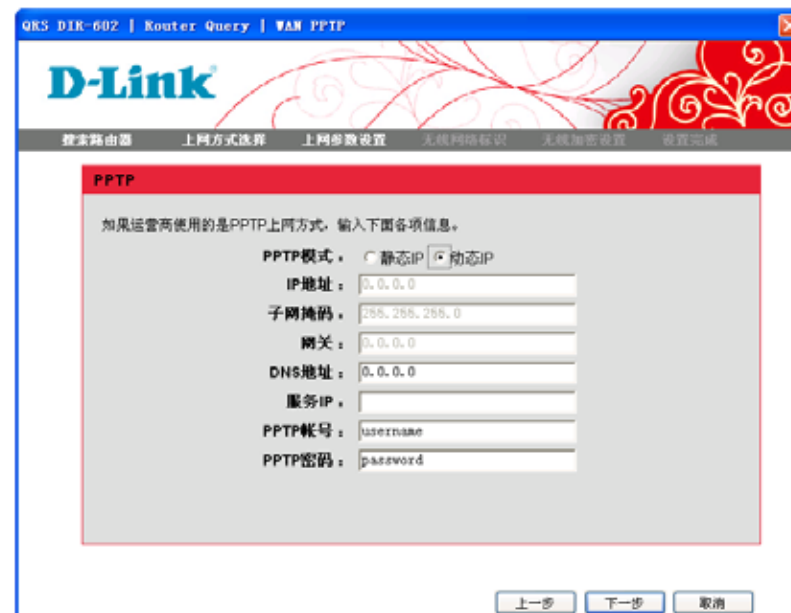 QRS DIR-602 | Router Query | WAN PPTP
D-Link
搜索路由器 上网方式选择 上网参数设置 无线网络标识 无线加密设置 设置完成
PPTP
如果运营商使用的是PPTP上网方式，输入下面各项信息。
PPTP模式： 静态IP 动态IP
IP地址： 0.0.0.0
子网掩码： 255.255.255.0
网关： 0.0.0.0
DNS地址： 0.0.0.0
服务IP：
PPTP帐号： username
PPTP密码： password
上一步 下一步 取消